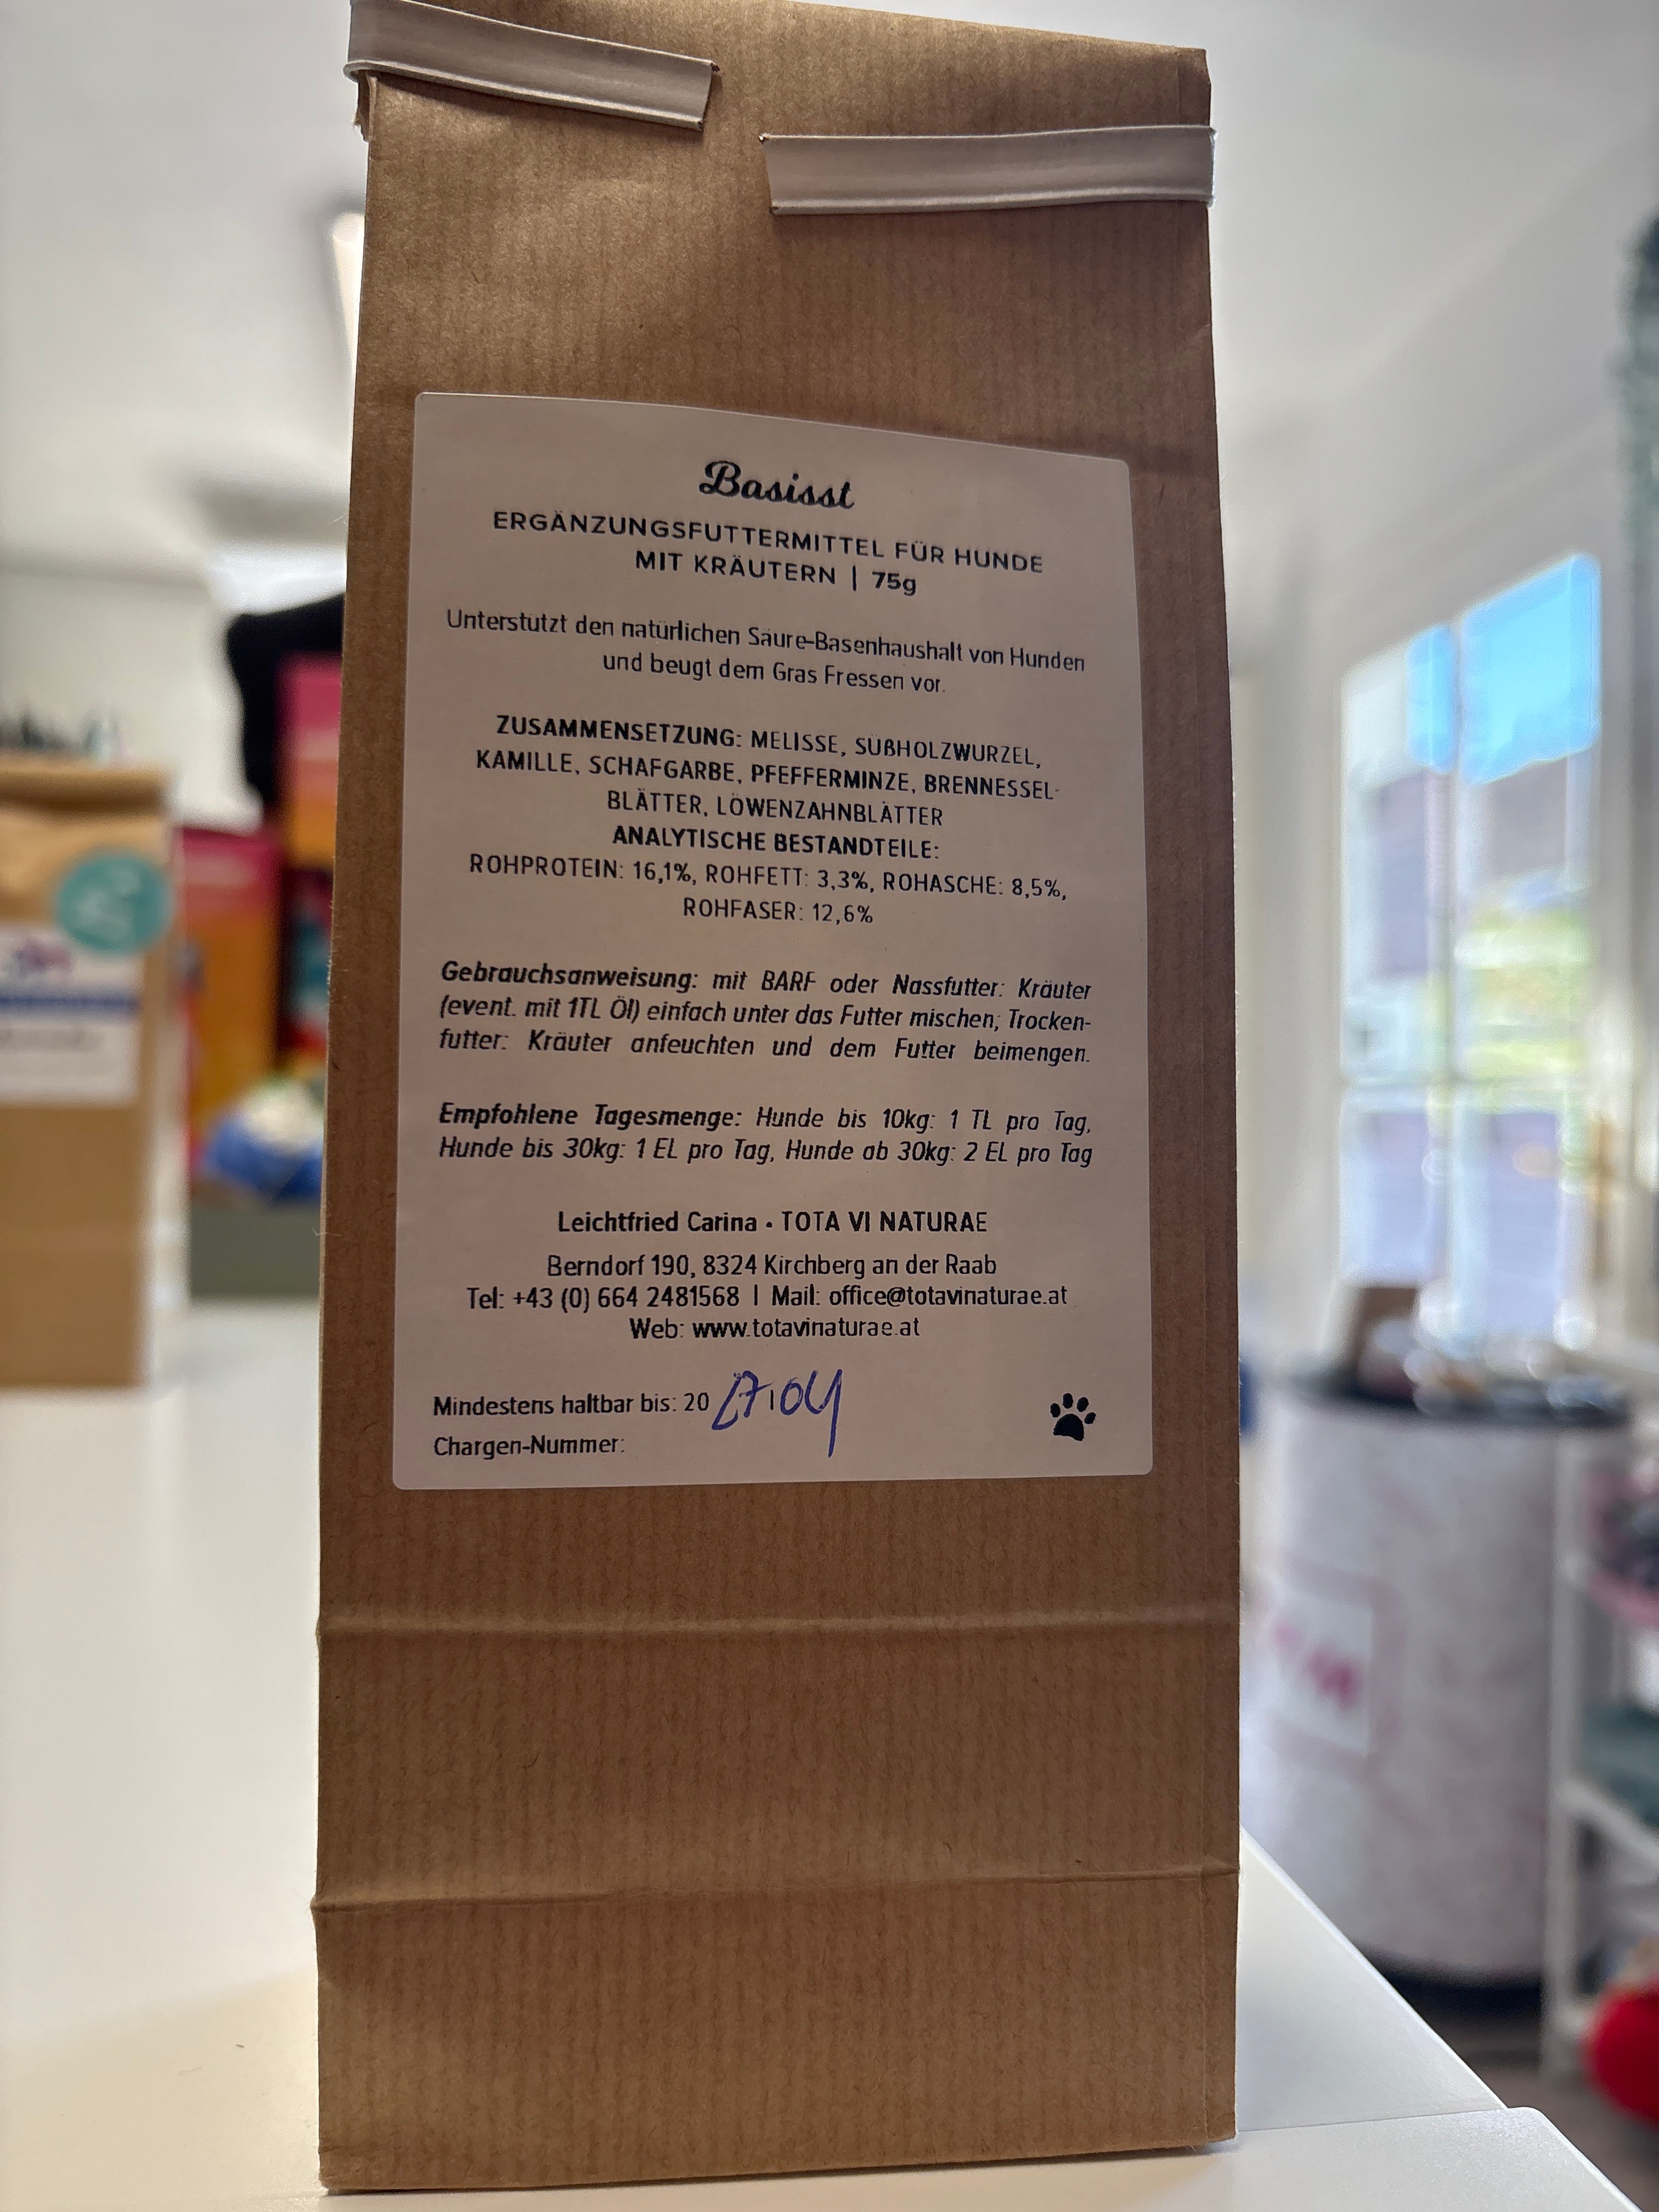 Basisst
ERGÄNZUNGSFUTTERMITTEL FÜR HUNDE
MIT KRÄUTERN | 75g
Unterstützt den natürlichen Säure-Basenhaushalt von Hunden
und beugt dem Gras Fressen vor.
ZUSAMMENSETZUNG: MELISSE, SÜßHOLZWURZEL,
KAMILLE, SCHAFGARBE, PFEFFERMINZE, BRENNESSEL-
BLÄTTER, LÖWENZAHNBLÄTTER
ANALYTISCHE BESTANDTEILE:
ROHPROTEIN: 16,1%, ROHFETT: 3,3%, ROHASCHE: 8,5%,
ROHFASER: 12,6%
Gebrauchsanweisung: mit BARF oder Nassfutter: Kräuter
(event. mit 1TL Öl) einfach unter das Futter mischen; Trocken-
futter: Kräuter anfeuchten und dem Futter beimengen.
Empfohlene Tagesmenge: Hunde bis 10kg: 1 TL pro Tag,
Hunde bis 30kg: 1 EL pro Tag, Hunde ab 30kg: 2 EL pro Tag
Leichtfried Carina • TOTA VI NATURAE
Berndorf 190, 8324 Kirchberg an der Raab
Tel: +43 (0) 664 2481568 | Mail: office@totavinaturae.at
Web: www.totavinaturae.at
Mindestens haltbar bis: 20
Chargen-Nummer: